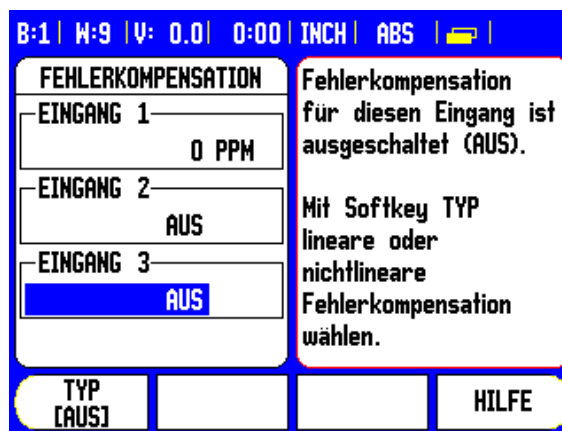 B:1 | W:9 | V: 0.0 | 0:00 | INCH | ABS | |
FEHLERKOMPENSATION
EINGANG 1
0 PPM
EINGANG 2
AUS
EINGANG 3
AUS
Fehlerkompensation
für diesen Eingang ist
ausgeschaltet (AUS).
Mit Softkey TYP
lineare oder
nichtlineare
Fehlerkompensation
wählen.
TYP
[AUS]
HILFE